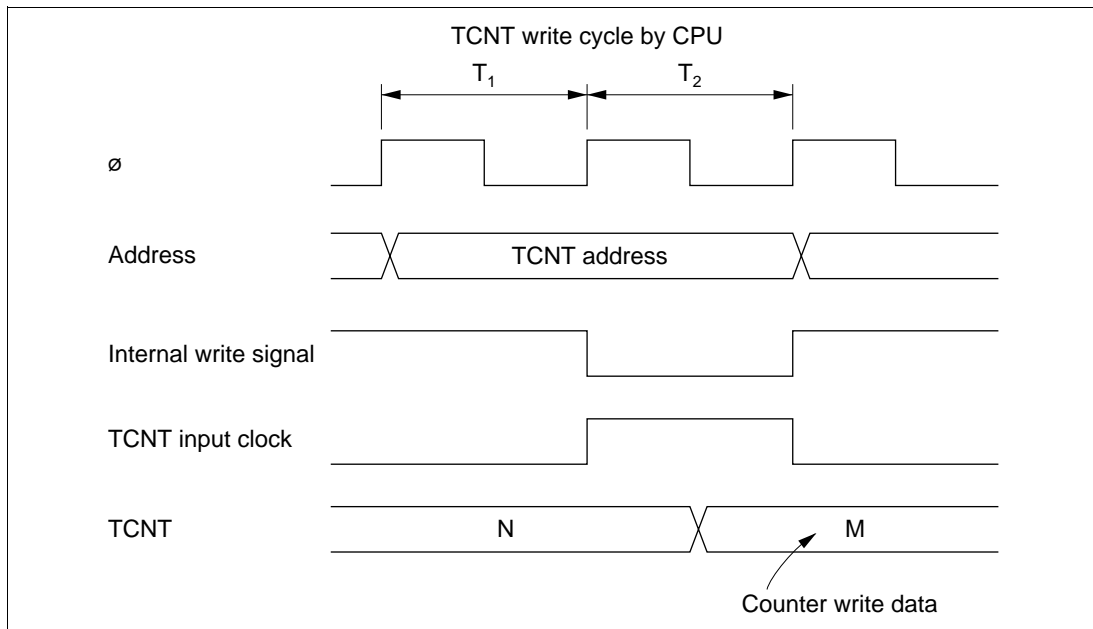 TCNT write cycle by CPU
T1 T2
ø
Address TCNT address
Internal write signal
TCNT input clock
TCNT N M
Counter write data